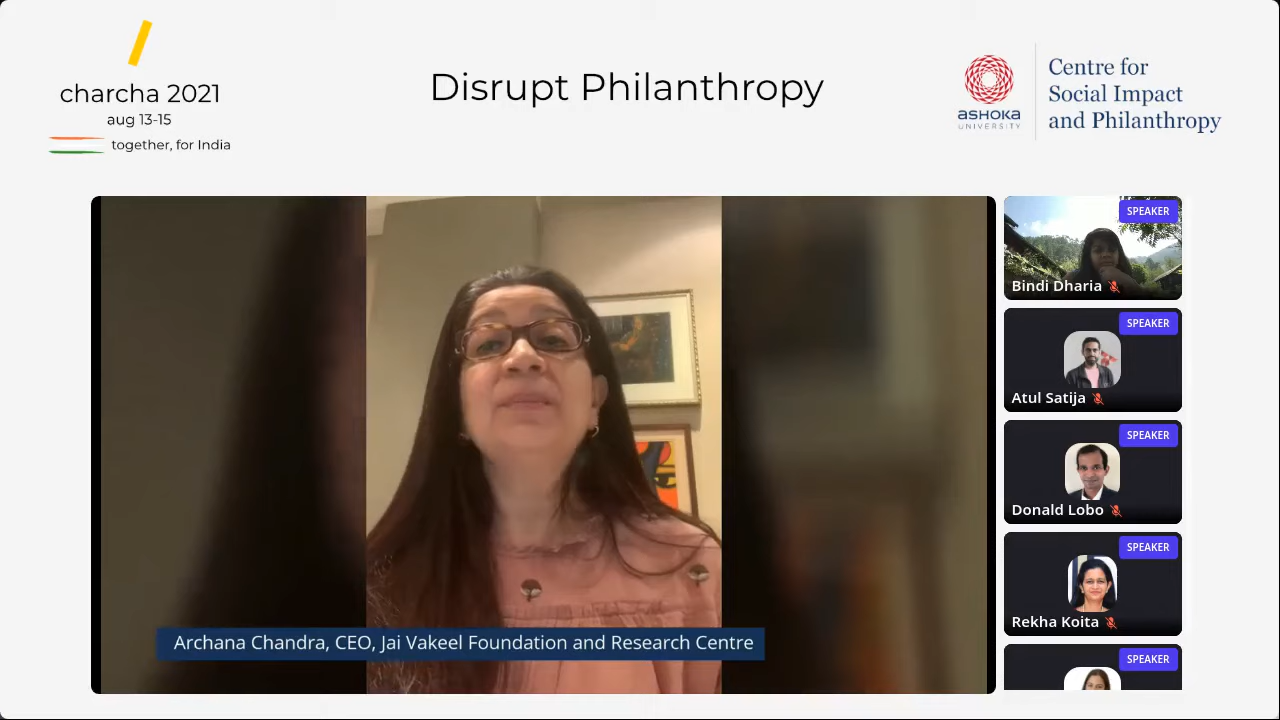 charcha 2021
aug 13-15
together, for India
Disrupt Philanthropy
ASHOKA
UNIVERSITY
Centre for
Social Impact
and Philanthropy
SPEAKER
Bindi Dharia
SPEAKER
Atul Satija
SPEAKER
Donald Lobo
SPEAKER
Rekha Koita
SPEAKER
Archana Chandra, CEO, Jai Vakeel Foundation and Research Centre